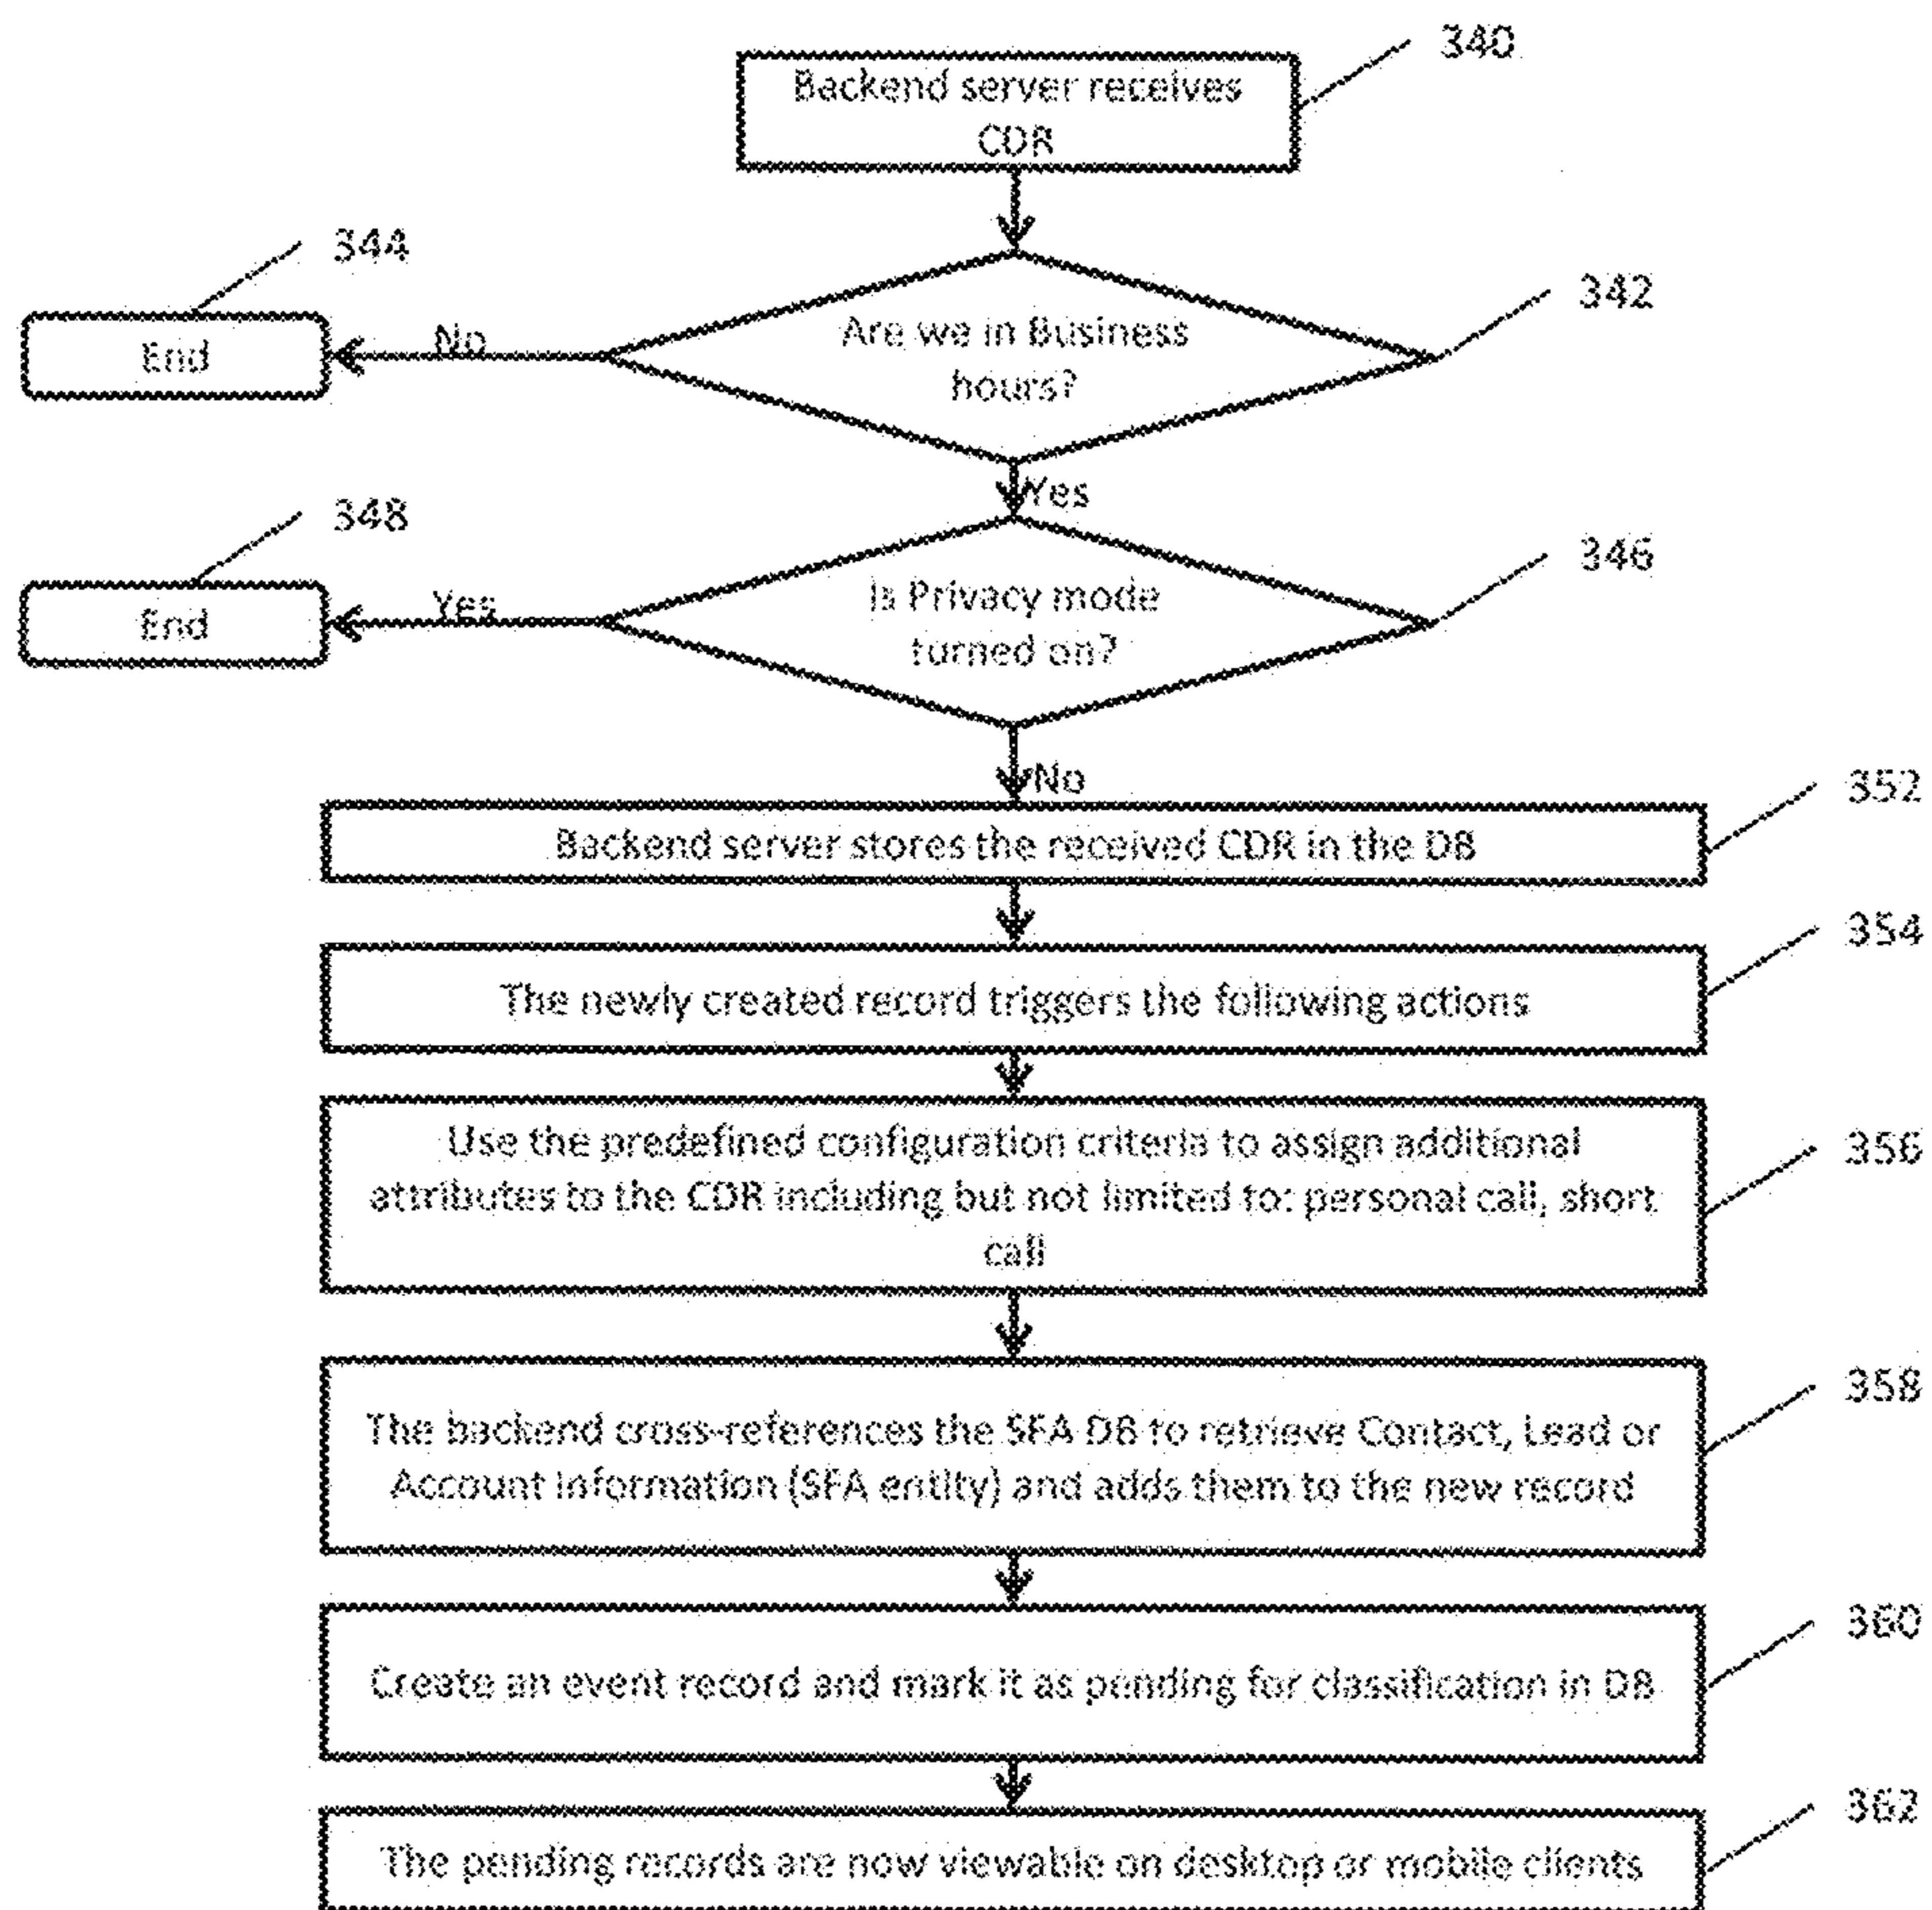 340
Backend server receives
CDR
344
342
End
No
Are we in Business
hours?
Yes
348
346
End
Yes
Is Privacy mode
turned on?
No
352
Backend server stores the received CDR in the DB
354
The newly created record triggers the following actions
356
Use the predefined configuration criteria to assign additional
attributes to the CDR including but not limited to: personal call, short
call
358
The backend cross-references the SFA DB to retrieve Contact, Lead or
Account Information (SFA entity) and adds them to the new record
360
Create an event record and mark it as pending for classification in DB
362
The pending records are now viewable on desktop or mobile clients